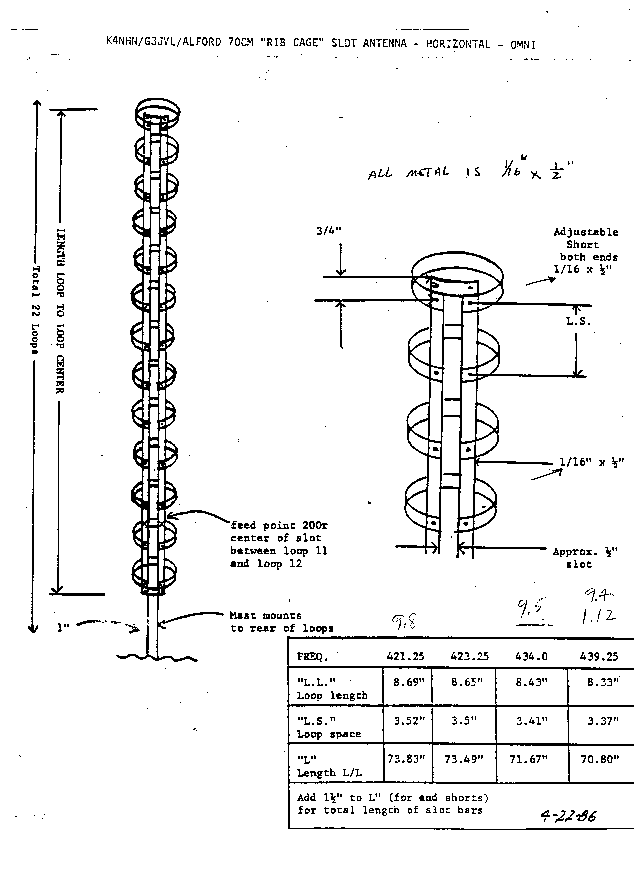 K4NHN/G3JVL/ALFORD 70CM "RIB CAGE" SLOT ANTENNA - HORIZONTAL - OMNI
ALL METAL IS 1/16" x 1/2"
3/4"
Adjustable
Short
both ends
1/16 x ½"
L.S.
LENGTH LOOP TO LOOP CENTER
Total 22 Loops
1/16" x ½"
feed point 200r
center of slot
between loop 11
and loop 12
Approx. ½"
slot
1"
Mast mounts
to rear of loops
9.8
9.5
9.4
1.12
FREQ. 421.25 423.25 434.0 439.25
"L.L." 8.69" 8.65" 8.43" 8.33"
Loop length
"L.S." 3.52" 3.5" 3.41" 3.37"
Loop space
"L" 73.83" 73.49" 71.67" 70.80"
Length L/L
Add 1½" to L" (for end shorts)
for total length of slot bars
4-22-86